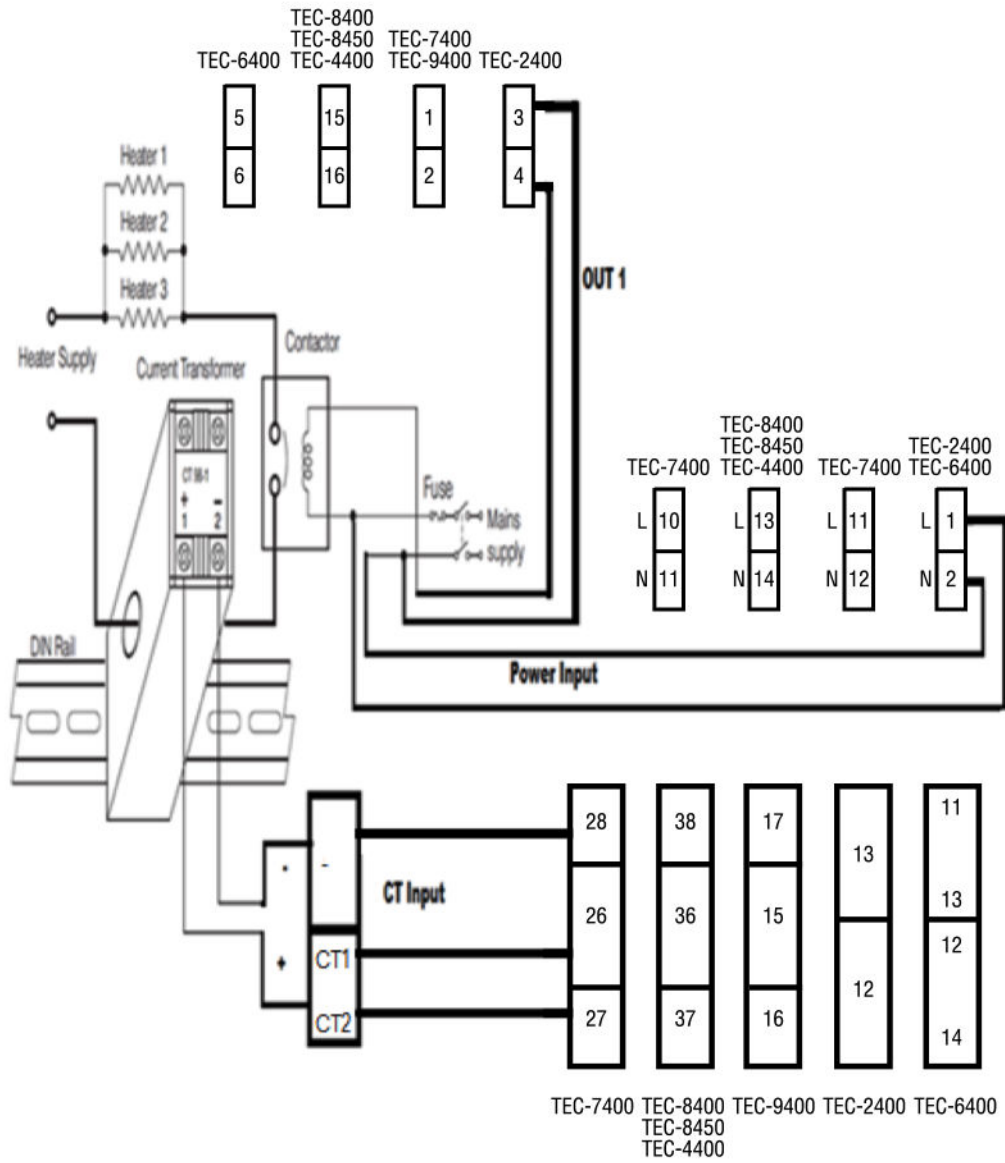 TEC-8400
TEC-8450 TEC-7400
TEC-6400 TEC-4400 TEC-9400 TEC-2400
5 15 1 3
6 16 2 4
Heater 1
Heater 2
Heater 3
OUT 1
Heater Supply
Current Transformer
Contactor
CT 98-1
+ −
1 2
Fuse
Mains
supply
TEC-8400
TEC-8450 TEC-2400
TEC-7400 TEC-4400 TEC-7400 TEC-6400
L 10 L 13 L 11 L 1
N 11 N 14 N 12 N 2
DIN Rail
Power Input
- -
CT Input
+ CT1
CT2
28 38 17 13 11
26 36 15 13
27 37 16 12 12
14
TEC-7400 TEC-8400 TEC-9400 TEC-2400 TEC-6400
TEC-8450
TEC-4400